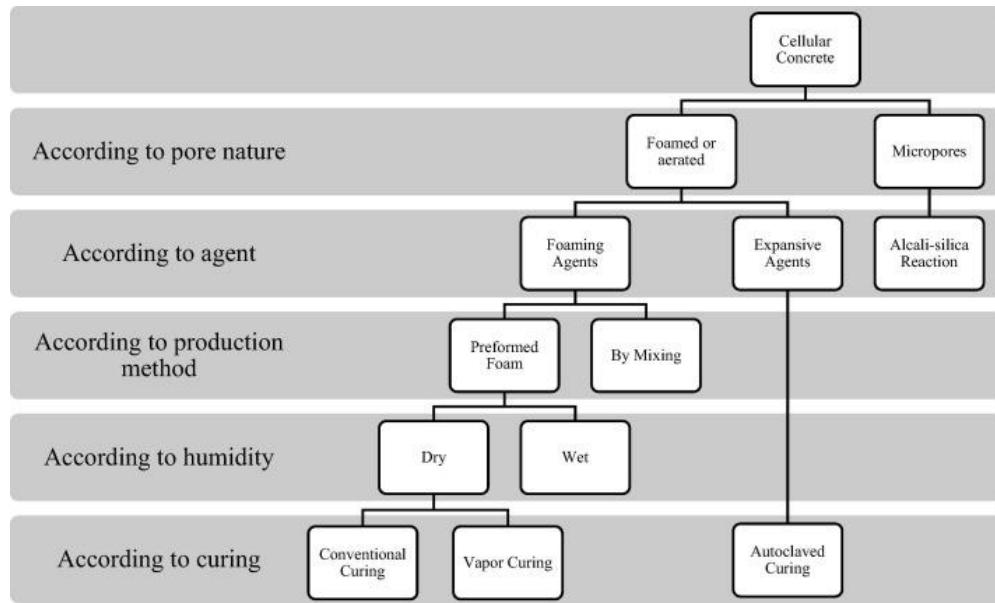 Cellular
Concrete
According to pore nature
Foamed or
aerated
Micropores
According to agent
Foaming
Agents
Expansive
Agents
Alcali-silica
Reaction
According to production
method
Preformed
Foam
By Mixing
According to humidity
Dry
Wet
According to curing
Conventional
Curing
Vapor Curing
Autoclaved
Curing